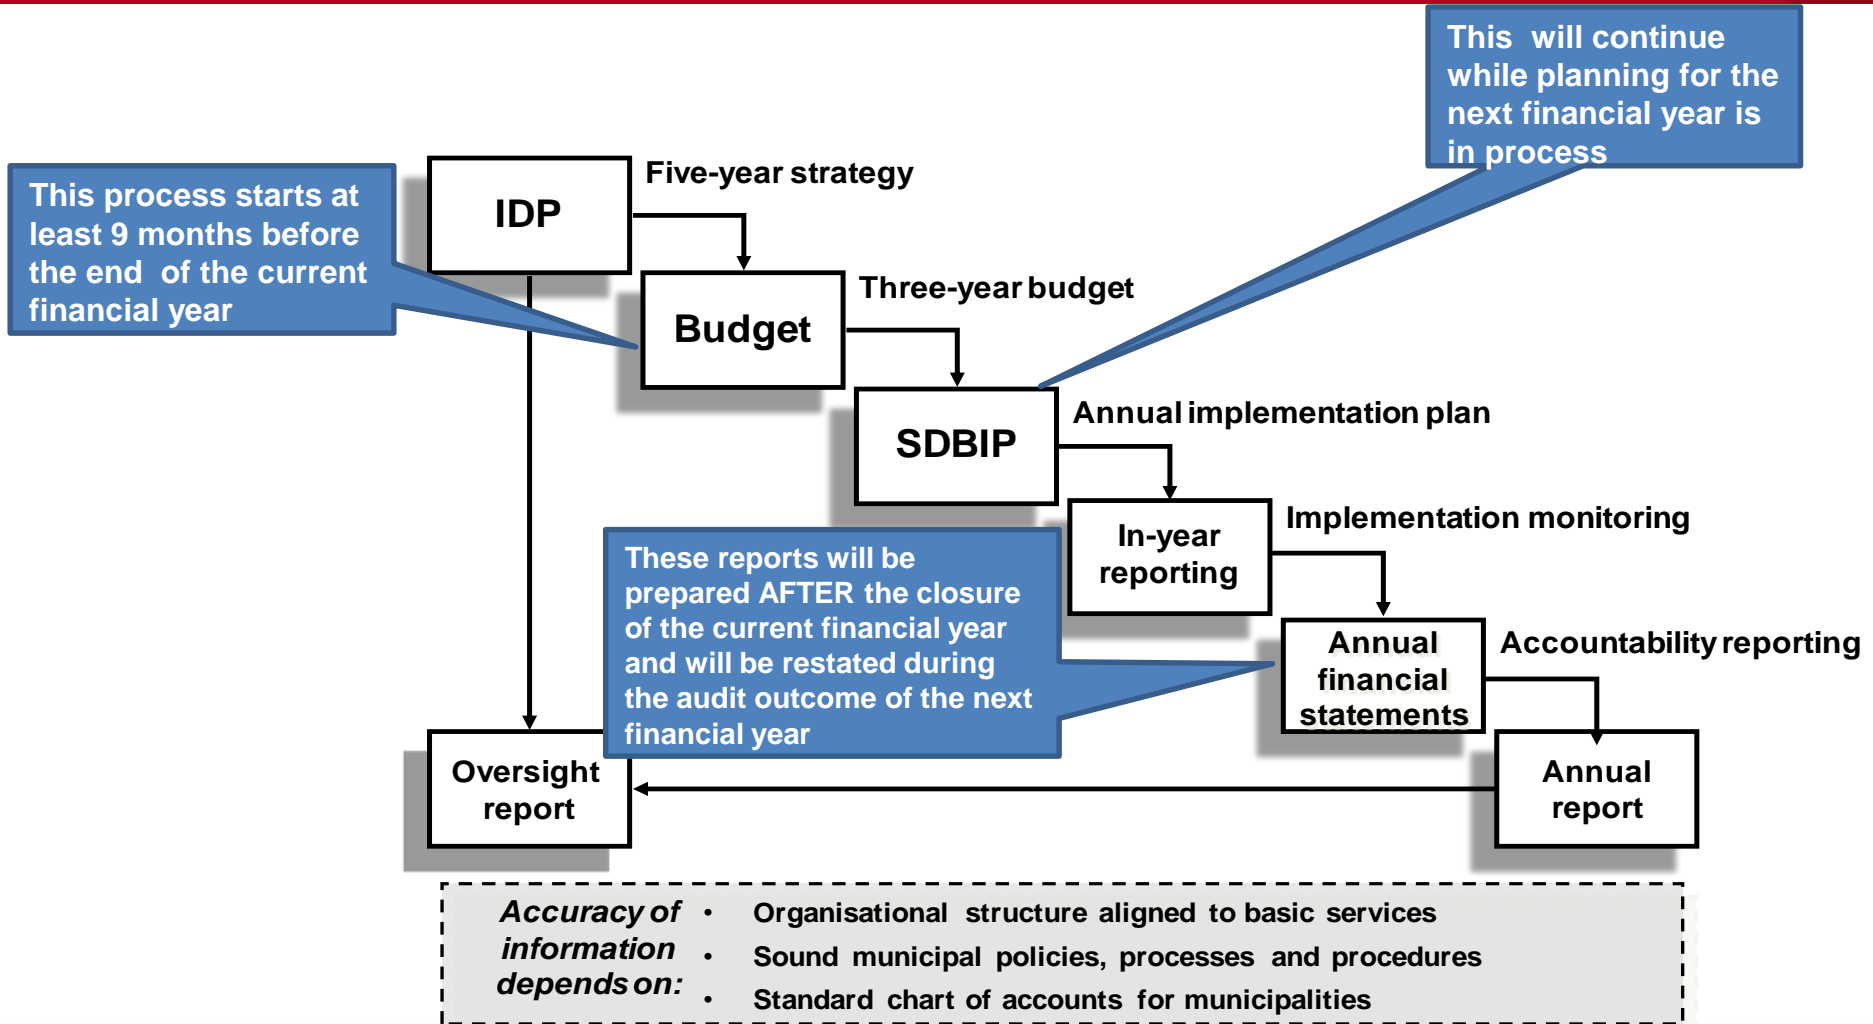 This will continue
while planning for the
next financial year is
in process
Five-year strategy
This process starts at
least 9 months before
the end of the current
financial year
IDP
Three-year budget
Budget
Annual implementation plan
SDBIP
Implementation monitoring
In-year
reporting
These reports will be
prepared AFTER the closure
of the current financial year
and will be restated during
the audit outcome of the next
financial year
Annual
financial
statements
Accountability reporting
Oversight
report
Annual
report
Accuracy of
information
depends on:
• Organisational structure aligned to basic services
• Sound municipal policies, processes and procedures
• Standard chart of accounts for municipalities